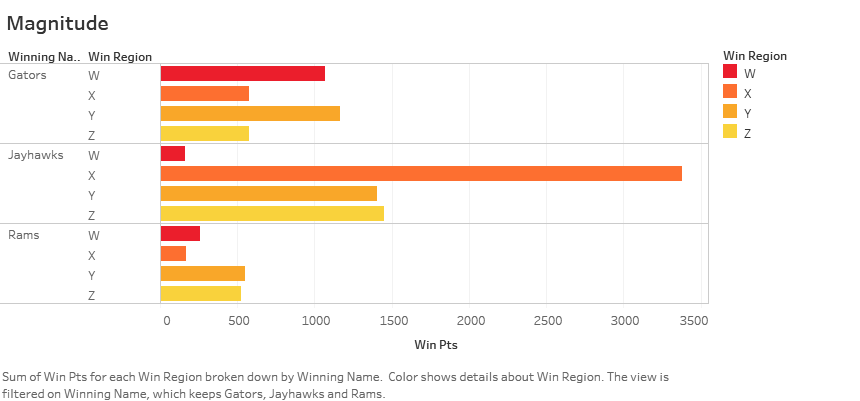 Magnitude
Winning Na.. Win Region
Win Region
Gators W
X
Y
Z
Jayhawks W
X
Y
Z
Rams W
X
Y
Z
W
X
Y
Z
0 500 1000 1500 2000 2500 3000 3500
Win Pts
Sum of Win Pts for each Win Region broken down by Winning Name. Color shows details about Win Region. The view is
filtered on Winning Name, which keeps Gators, Jayhawks and Rams.